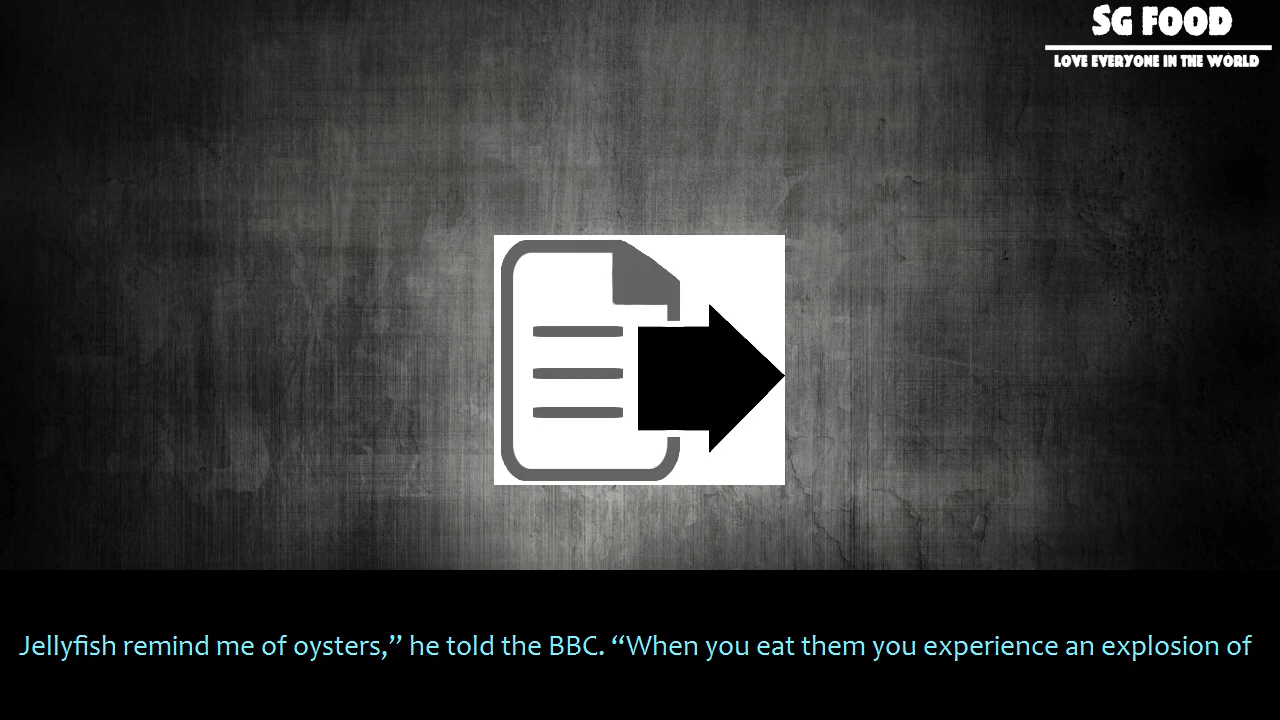 SG FOOD
LOVE EVERYONE IN THE WORLD
Jellyfish remind me of oysters,” he told the BBC. “When you eat them you experience an explosion of